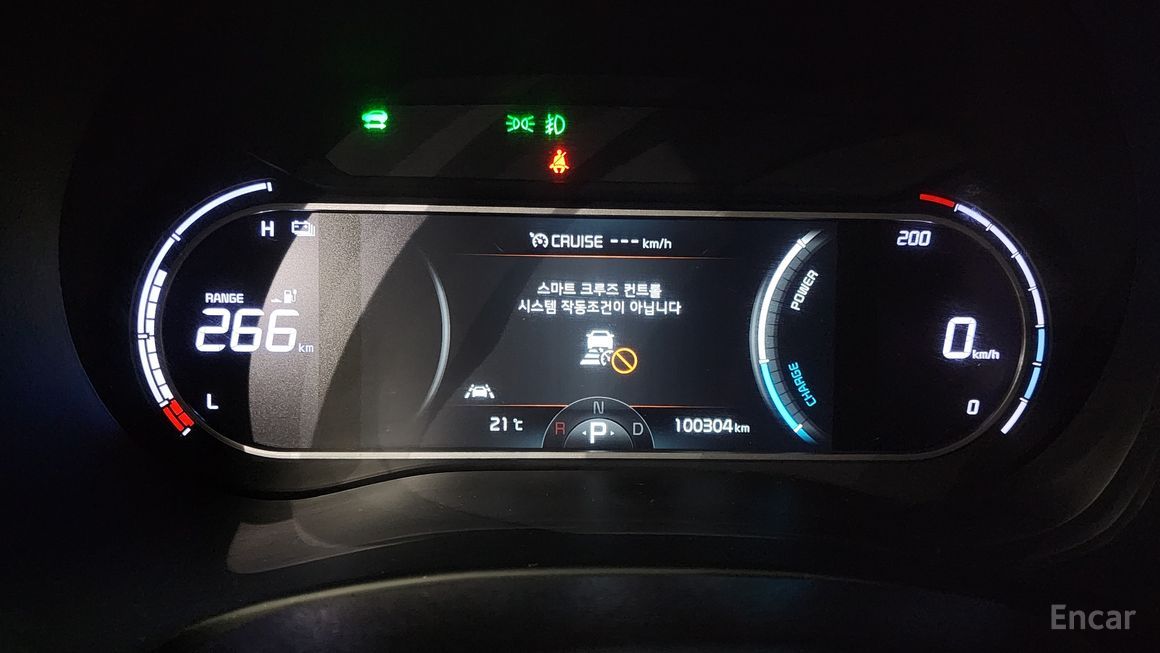 CRUISE --- km/h
H
200
스마트 크루즈 컨트롤
시스템 작동조건이 아닙니다
RANGE
266 km
POWER
0 km/h
CHARGE
L
N
0
21 ℃
R P D
100304 km
Encar